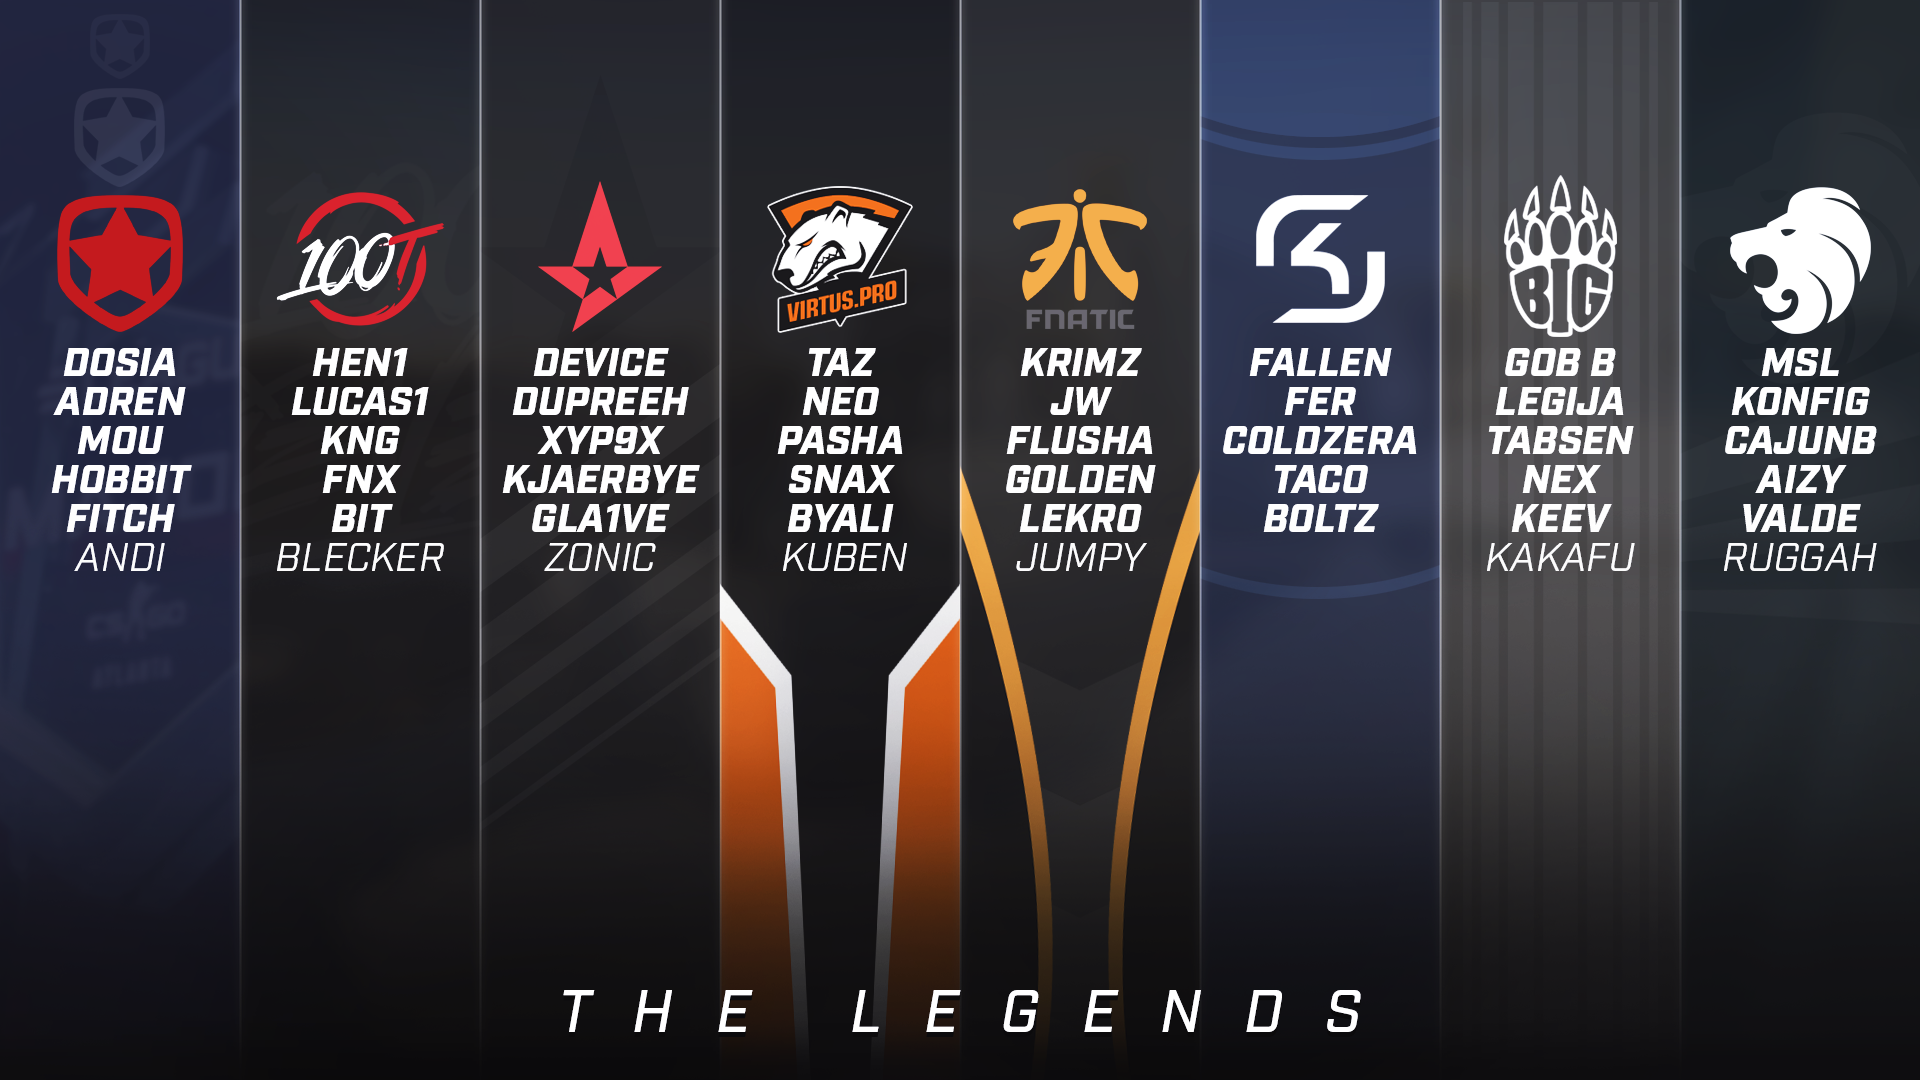 100T
DOSIA
ADREN
MOU
HOBBIT
FITCH
ANDI
HEN1
LUCAS1
KNG
FNX
BIT
BLECKER
DEVICE
DUPREEH
XYP9X
KJAERBYE
GLA1VE
ZONIC
VIRTUS.PRO
TAZ
NEO
PASHA
SNAX
BYALI
KUBEN
FNATIC
KRIMZ
JW
FLUSHA
GOLDEN
LEKRO
JUMPY
SK
FALLEN
FER
COLDZERA
TACO
BOLTZ
BIG
GOB B
LEGIJA
TABSEN
NEX
KEEV
KAKAFU
MSL
KONFIG
CAJUNB
AIZY
VALDE
RUGGAH
THE LEGENDS